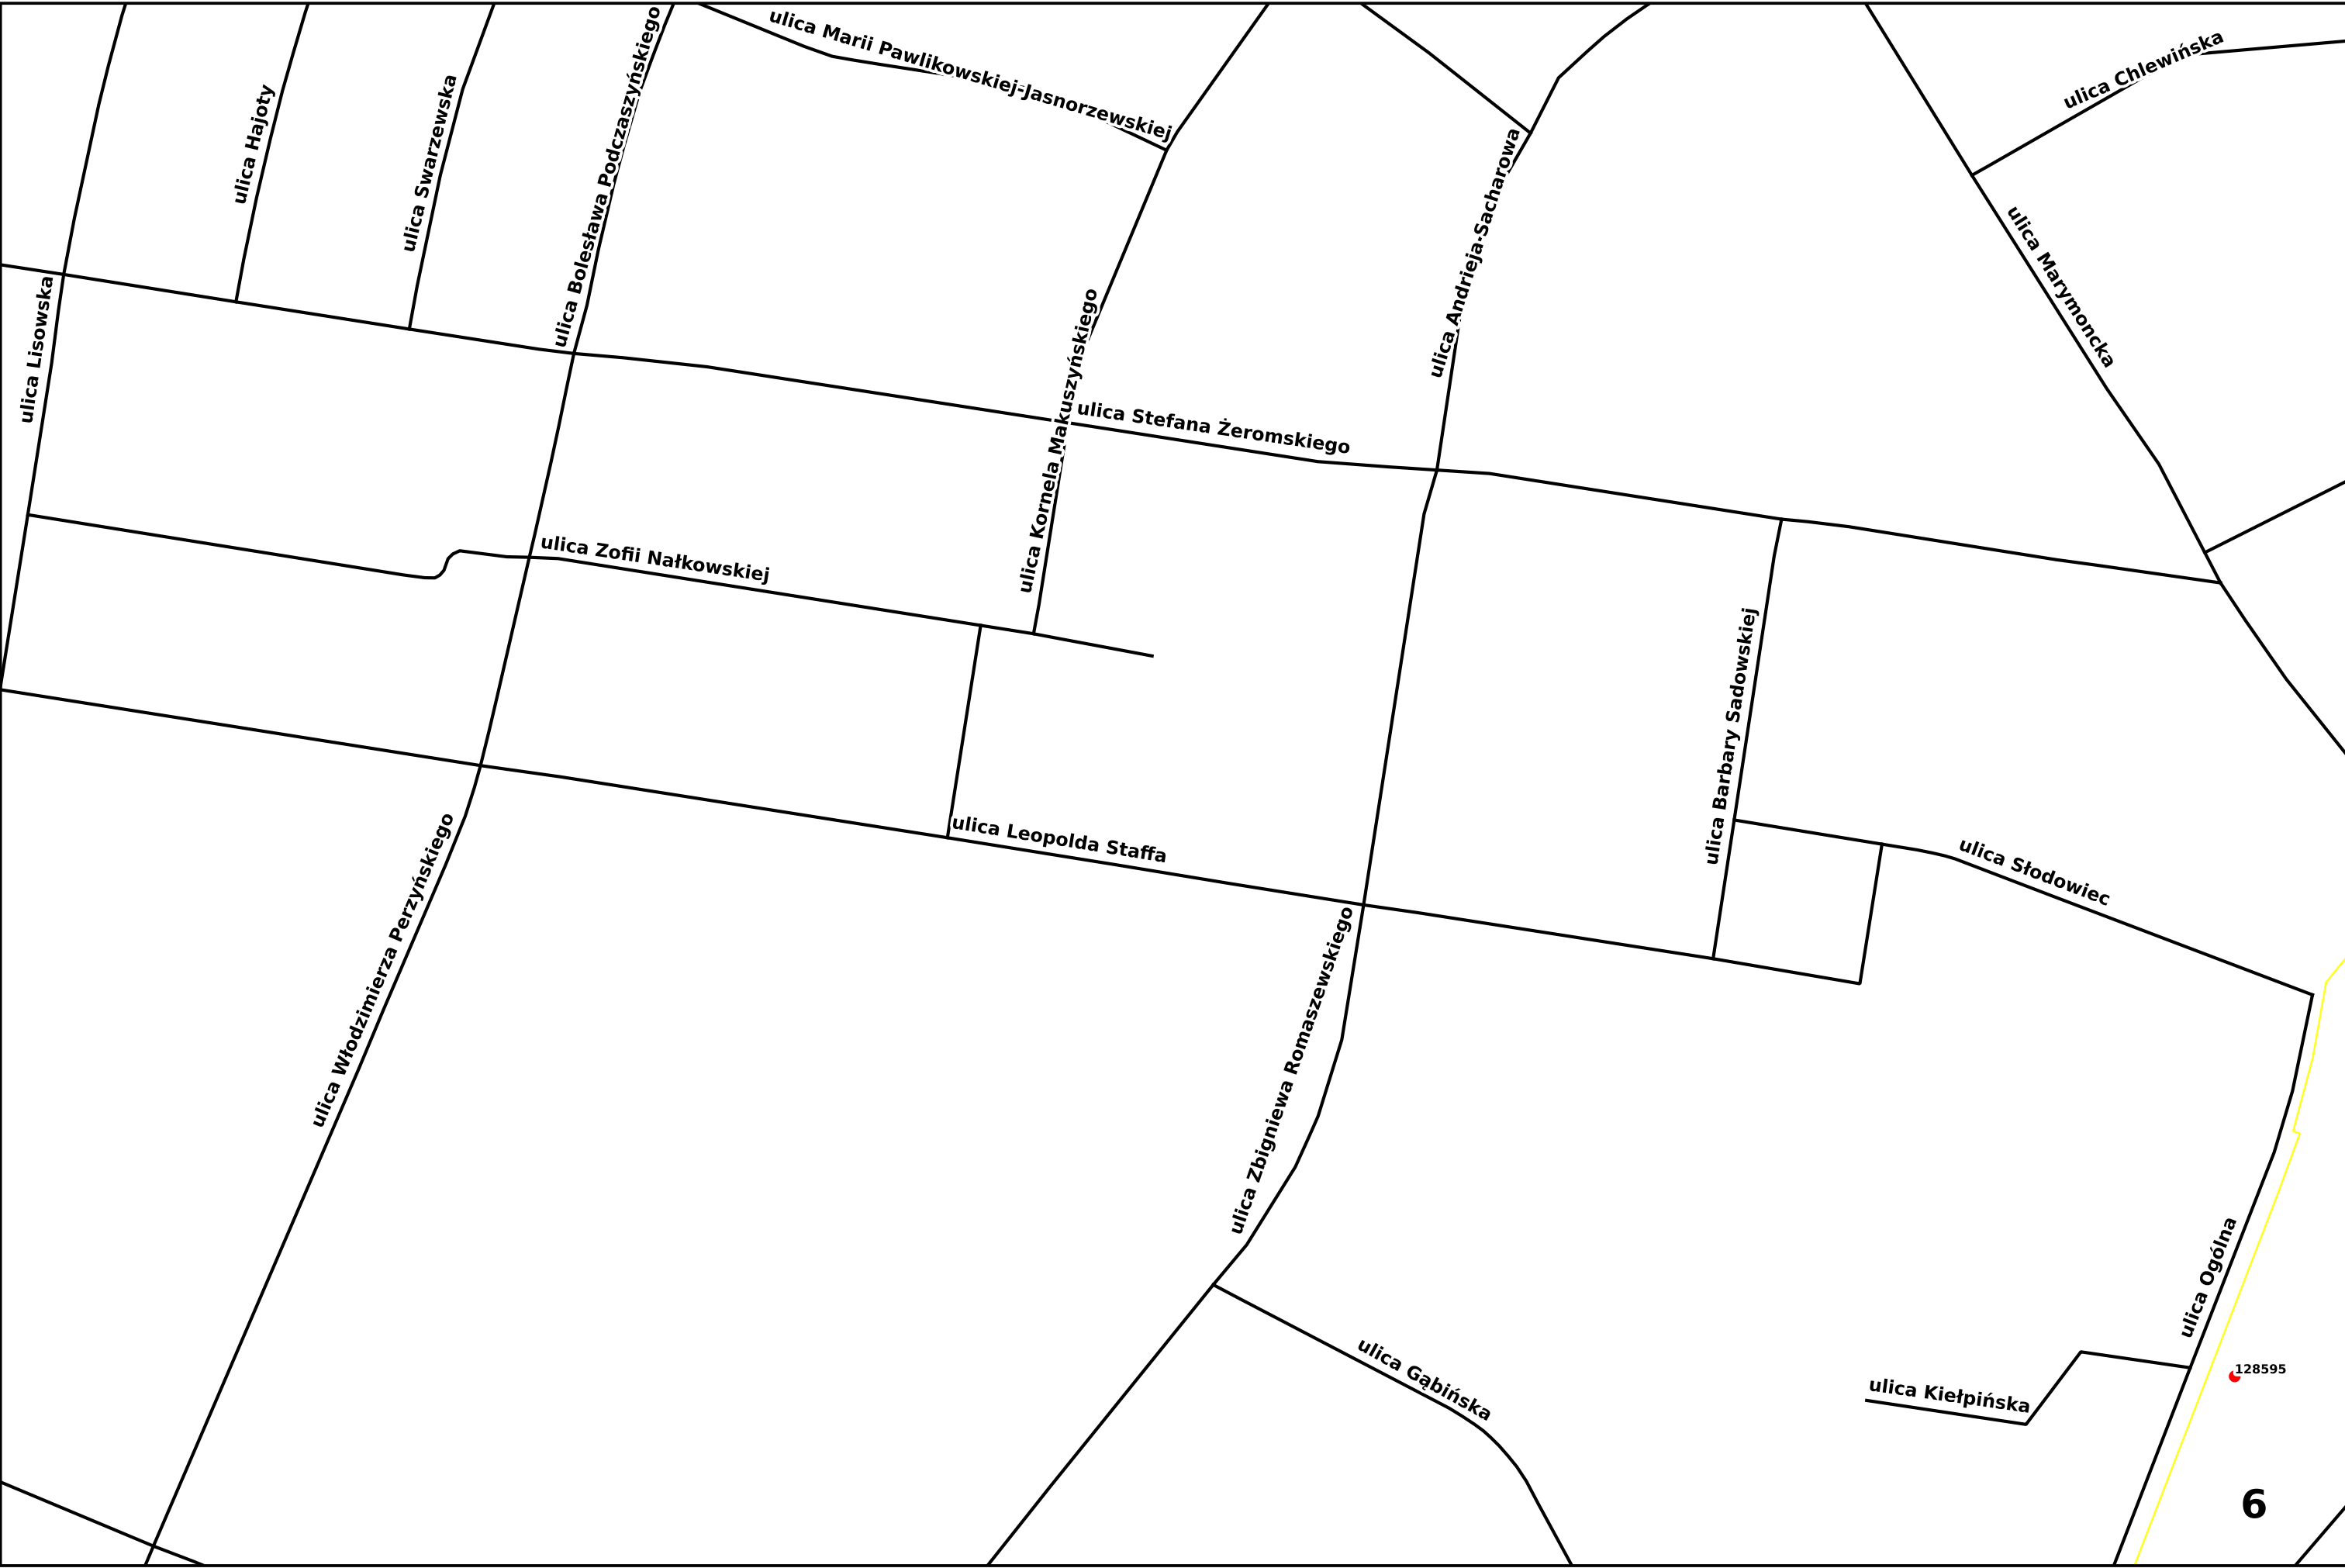 ulica Marii Pawlikowskiej-Jasnorzewskiej
ulica Chlewińska
ulica Hajoty
ulica Swarzewska
ulica Bolesława Podczaszyńskiego
ulica Andrieja-Sacharowa
ulica Marymoncka
ulica Lisowska
ulica Kornela Makuszyńskiego
ulica Stefana Żeromskiego
ulica Zofii Nałkowskiej
ulica Barbary Sadowskiej
ulica Leopolda Staffa
ulica Słodowiec
ulica Włodzimierza Perzyńskiego
ulica Zbigniewa Romaszewskiego
ulica Ogólna
ulica Gąbińska
128595
ulica Kiełpińska
6